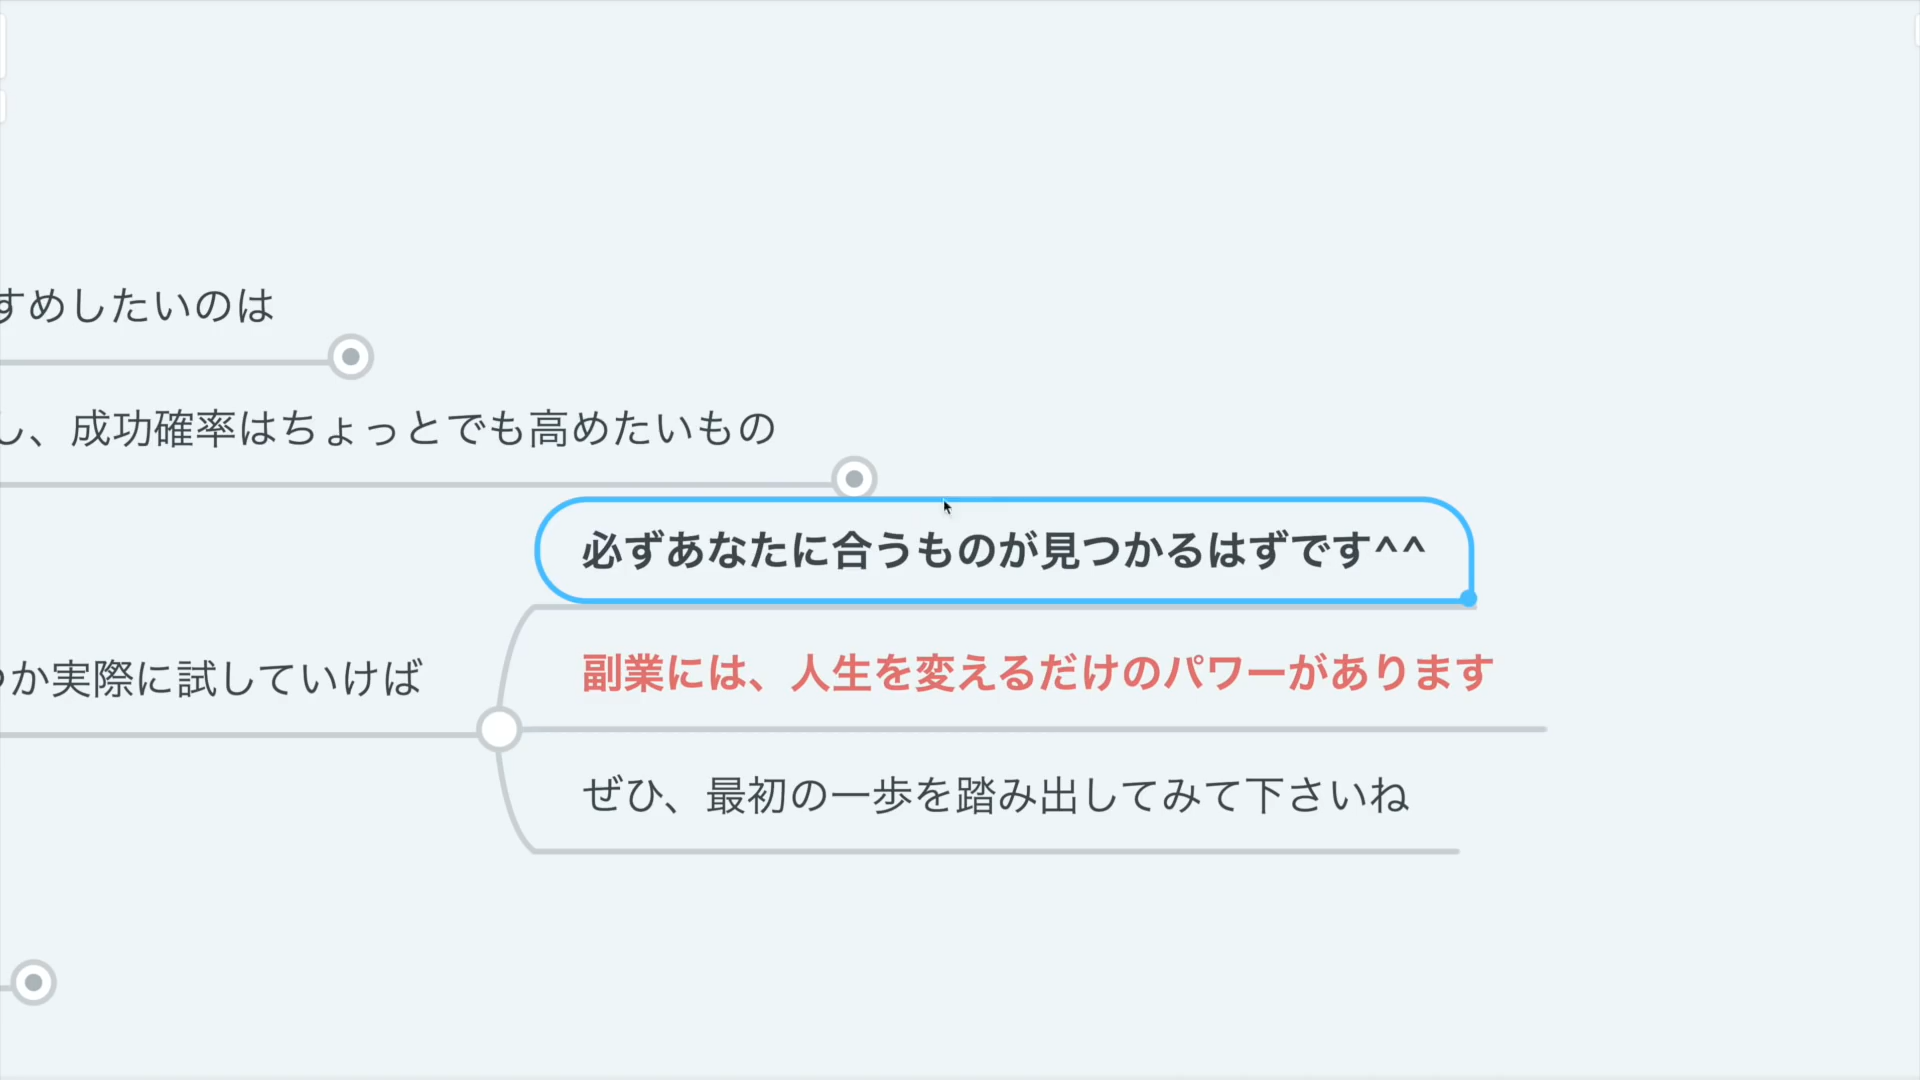 すめしたいのは
し、成功確率はちょっとでも高めたいもの
必ずあなたに合うものが見つかるはずです^^
か実際に試していけば
副業には、人生を変えるだけのパワーがあります
ぜひ、最初の一歩を踏み出してみて下さいね